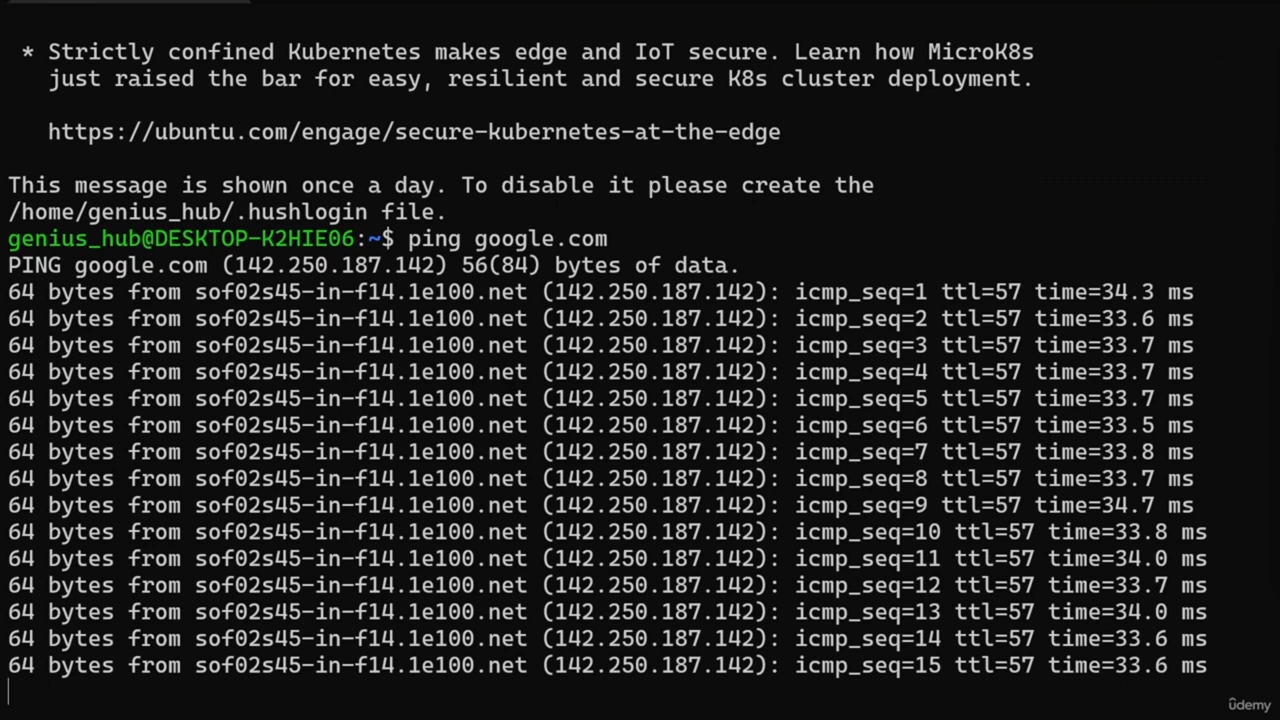 * Strictly confined Kubernetes makes edge and IoT secure. Learn how MicroK8s
just raised the bar for easy, resilient and secure K8s cluster deployment.
https://ubuntu.com/engage/secure-kubernetes-at-the-edge
This message is shown once a day. To disable it please create the
/home/genius_hub/.hushlogin file.
genius_hub@DESKTOP-K2HIE06:~$ ping google.com
PING google.com (142.250.187.142) 56(84) bytes of data.
64 bytes from sof02s45-in-f14.1e100.net (142.250.187.142): icmp_seq=1 ttl=57 time=34.3 ms
64 bytes from sof02s45-in-f14.1e100.net (142.250.187.142): icmp_seq=2 ttl=57 time=33.6 ms
64 bytes from sof02s45-in-f14.1e100.net (142.250.187.142): icmp_seq=3 ttl=57 time=33.7 ms
64 bytes from sof02s45-in-f14.1e100.net (142.250.187.142): icmp_seq=4 ttl=57 time=33.7 ms
64 bytes from sof02s45-in-f14.1e100.net (142.250.187.142): icmp_seq=5 ttl=57 time=33.7 ms
64 bytes from sof02s45-in-f14.1e100.net (142.250.187.142): icmp_seq=6 ttl=57 time=33.5 ms
64 bytes from sof02s45-in-f14.1e100.net (142.250.187.142): icmp_seq=7 ttl=57 time=33.8 ms
64 bytes from sof02s45-in-f14.1e100.net (142.250.187.142): icmp_seq=8 ttl=57 time=33.7 ms
64 bytes from sof02s45-in-f14.1e100.net (142.250.187.142): icmp_seq=9 ttl=57 time=34.7 ms
64 bytes from sof02s45-in-f14.1e100.net (142.250.187.142): icmp_seq=10 ttl=57 time=33.8 ms
64 bytes from sof02s45-in-f14.1e100.net (142.250.187.142): icmp_seq=11 ttl=57 time=34.0 ms
64 bytes from sof02s45-in-f14.1e100.net (142.250.187.142): icmp_seq=12 ttl=57 time=33.7 ms
64 bytes from sof02s45-in-f14.1e100.net (142.250.187.142): icmp_seq=13 ttl=57 time=34.0 ms
64 bytes from sof02s45-in-f14.1e100.net (142.250.187.142): icmp_seq=14 ttl=57 time=33.6 ms
64 bytes from sof02s45-in-f14.1e100.net (142.250.187.142): icmp_seq=15 ttl=57 time=33.6 ms
ûdemy